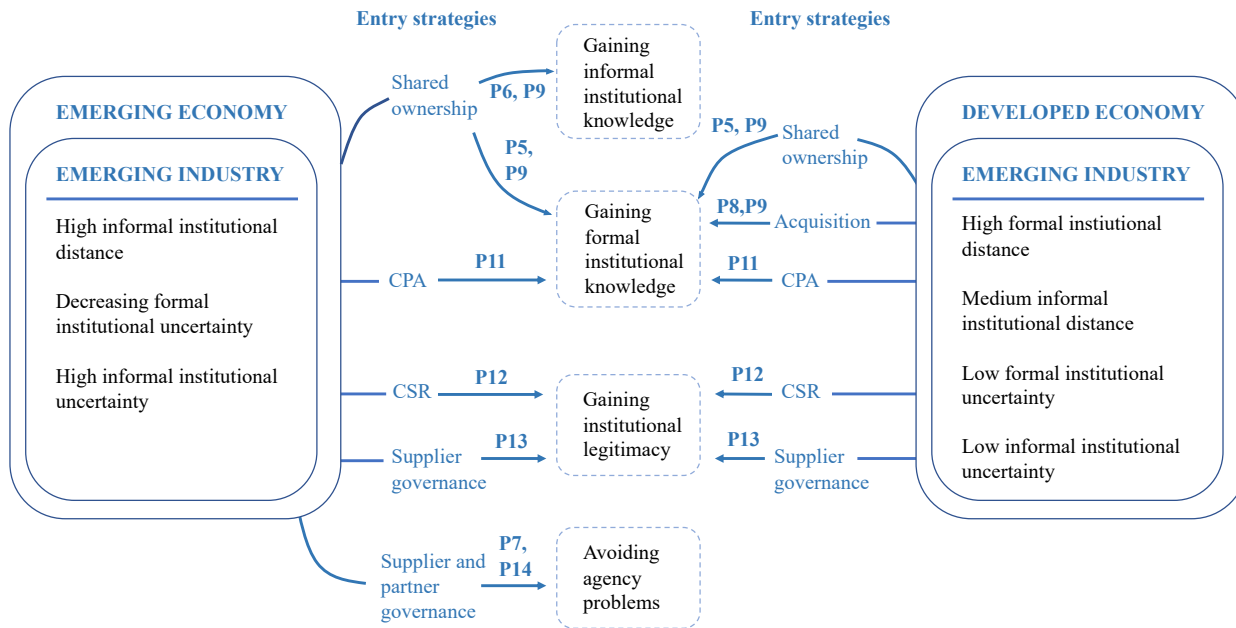 Entry strategies
Entry strategies
EMERGING ECONOMY
EMERGING INDUSTRY
High informal institutional
distance
Decreasing formal
institutional uncertainty
High informal institutional
uncertainty
Shared
ownership
P6, P9
P5,
P9
CPA
P11
CSR
P12
Supplier
governance
P13
Supplier and
partner
governance
P7,
P14
Gaining
informal
institutional
knowledge
Gaining
formal
institutional
knowledge
Gaining
institutional
legitimacy
Avoiding
agency
problems
P5, P9
Shared
ownership
P8,P9
Acquisition
P11
CPA
P12
CSR
P13
Supplier
governance
DEVELOPED ECONOMY
EMERGING INDUSTRY
High formal instiutional
distance
Medium informal
institutional distance
Low formal institutional
uncertainty
Low informal institutional
uncertainty